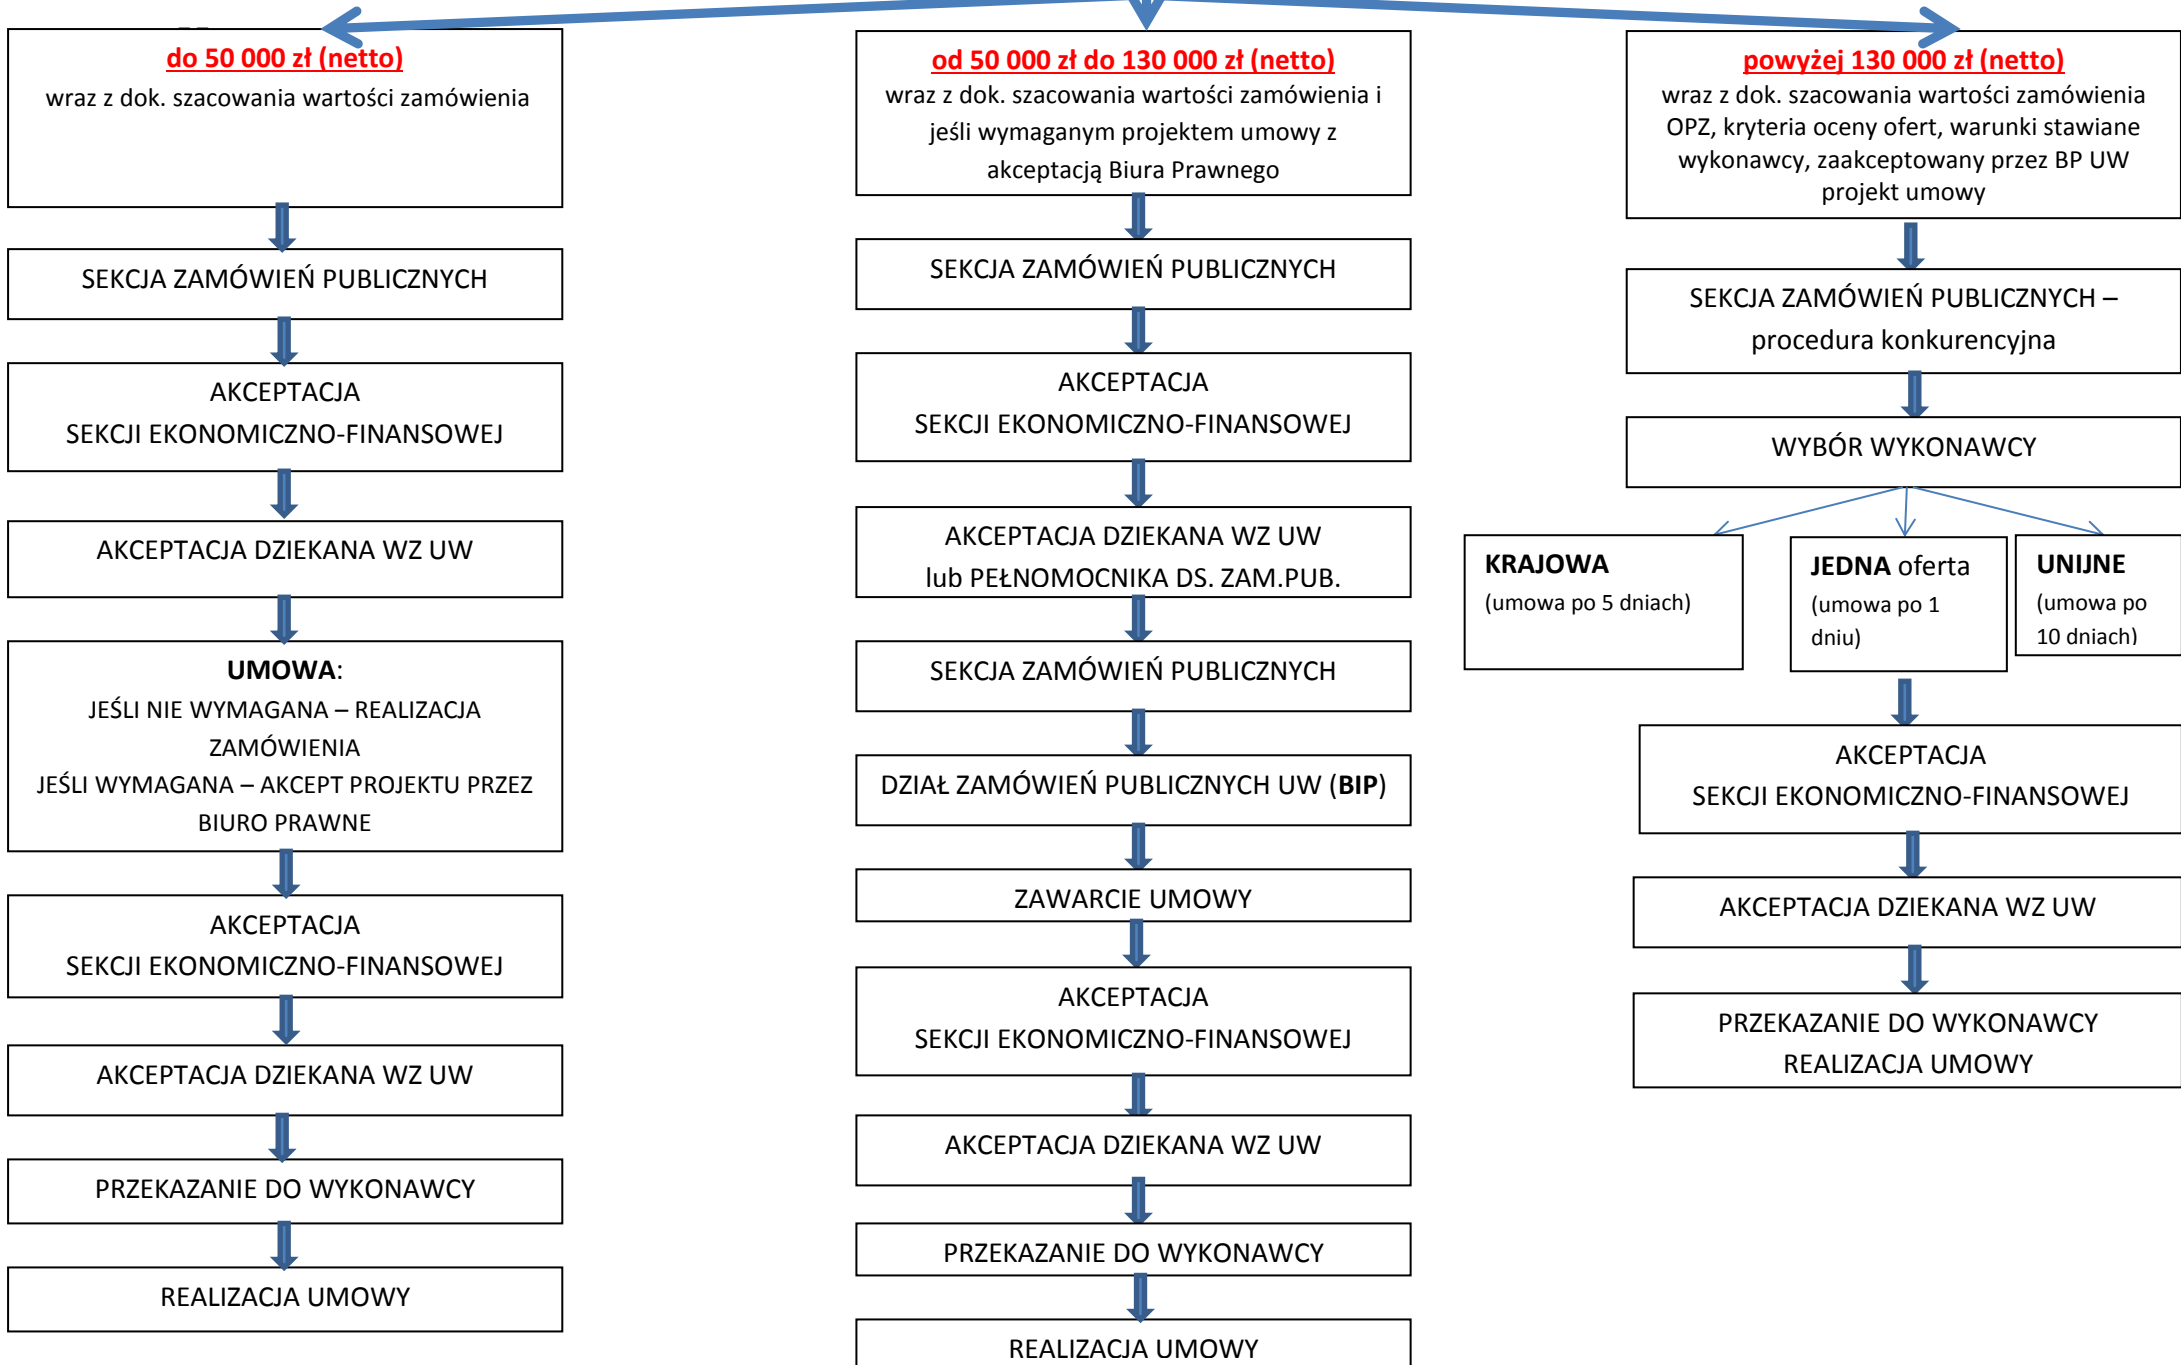 do 50 000 zł (netto)
wraz z dok. szacowania wartości zamówienia
SEKCJA ZAMÓWIEŃ PUBLICZNYCH
AKCEPTACJA
SEKCJI EKONOMICZNO-FINANSOWEJ
AKCEPTACJA DZIEKANA WZ UW
UMOWA:
JEŚLI NIE WYMAGANA – REALIZACJA
ZAMÓWIENIA
JEŚLI WYMAGANA – AKCEPT PROJEKTU PRZEZ
BIURO PRAWNE
AKCEPTACJA
SEKCJI EKONOMICZNO-FINANSOWEJ
AKCEPTACJA DZIEKANA WZ UW
PRZEKAZANIE DO WYKONAWCY
REALIZACJA UMOWY
od 50 000 zł do 130 000 zł (netto)
wraz z dok. szacowania wartości zamówienia i
jeśli wymaganym projektem umowy z
akceptacją Biura Prawnego
SEKCJA ZAMÓWIEŃ PUBLICZNYCH
AKCEPTACJA
SEKCJI EKONOMICZNO-FINANSOWEJ
AKCEPTACJA DZIEKANA WZ UW
lub PEŁNOMOCNIKA DS. ZAM.PUB.
SEKCJA ZAMÓWIEŃ PUBLICZNYCH
DZIAŁ ZAMÓWIEŃ PUBLICZNYCH UW (BIP)
ZAWARCIE UMOWY
AKCEPTACJA
SEKCJI EKONOMICZNO-FINANSOWEJ
AKCEPTACJA DZIEKANA WZ UW
PRZEKAZANIE DO WYKONAWCY
REALIZACJA UMOWY
powyżej 130 000 zł (netto)
wraz z dok. szacowania wartości zamówienia
OPZ, kryteria oceny ofert, warunki stawiane
wykonawcy, zaakceptowany przez BP UW
projekt umowy
SEKCJA ZAMÓWIEŃ PUBLICZNYCH –
procedura konkurencyjna
WYBÓR WYKONAWCY
KRAJOWA
(umowa po 5 dniach)
JEDNA oferta
(umowa po 1
dniu)
UNIJNE
(umowa po
10 dniach)
AKCEPTACJA
SEKCJI EKONOMICZNO-FINANSOWEJ
AKCEPTACJA DZIEKANA WZ UW
PRZEKAZANIE DO WYKONAWCY
REALIZACJA UMOWY